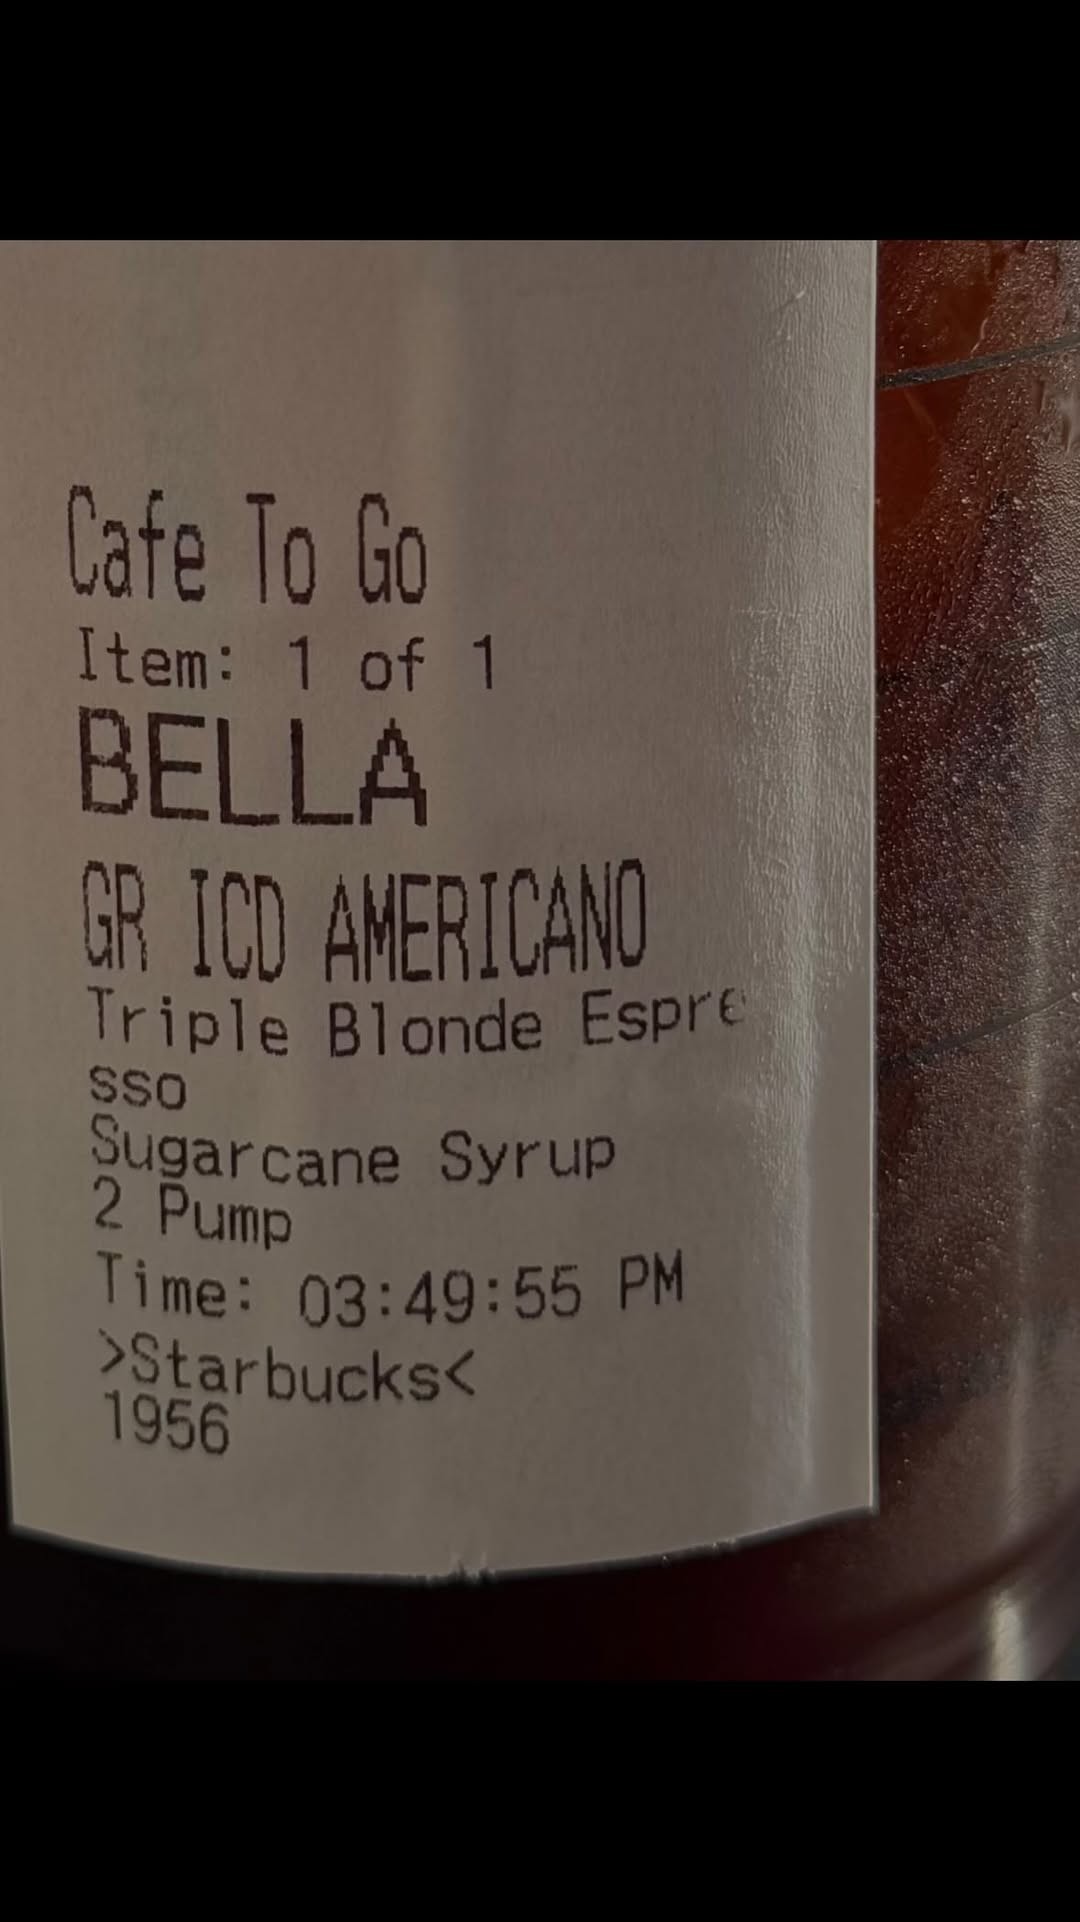 Cafe To Go
Item: 1 of 1
BELLA
GR ICD AMERICANO
Triple Blonde Espre
sso
Sugarcane Syrup
2 Pump
Time: 03:49:55 PM
>Starbucks<
1956